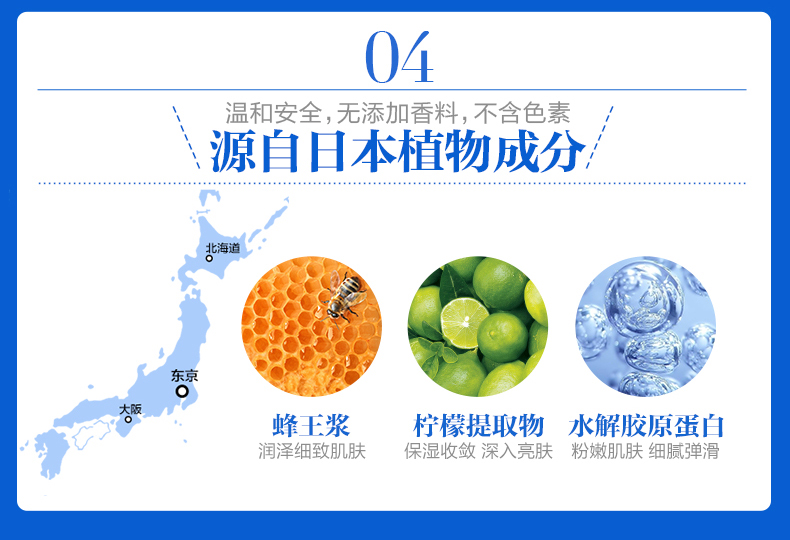 04
温和安全,无添加香料,不含色素
源自日本植物成分
北海道
东京
大阪
蜂王浆
润泽细致肌肤
柠檬提取物
保湿收敛 深入亮肤
水解胶原蛋白
粉嫩肌肤 细腻弹滑